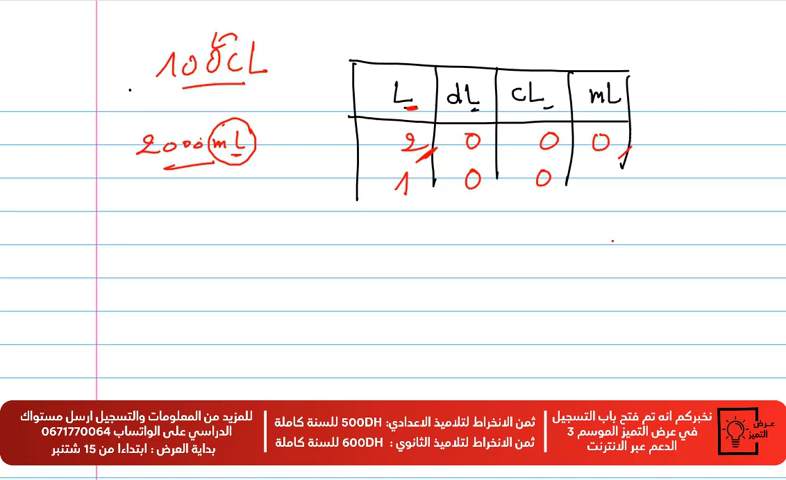 100CL
2000mL
L dL CL mL
2 0 0 0
1 0 0
نخبركم انه تم فتح باب التسجيل
في عرض التميز الموسم 3
الدعم عبر الانترنت
ثمن الانخراط لتلاميذ الاعدادي: 500DH للسنة كاملة
ثمن الانخراط لتلاميذ الثانوي : 600DH للسنة كاملة
للمزيد من المعلومات والتسجيل ارسل مستواك
الدراسي على الواتساب 0671770064
بداية العرض : ابتداءا من 15 شتنبر
عرض
التميز